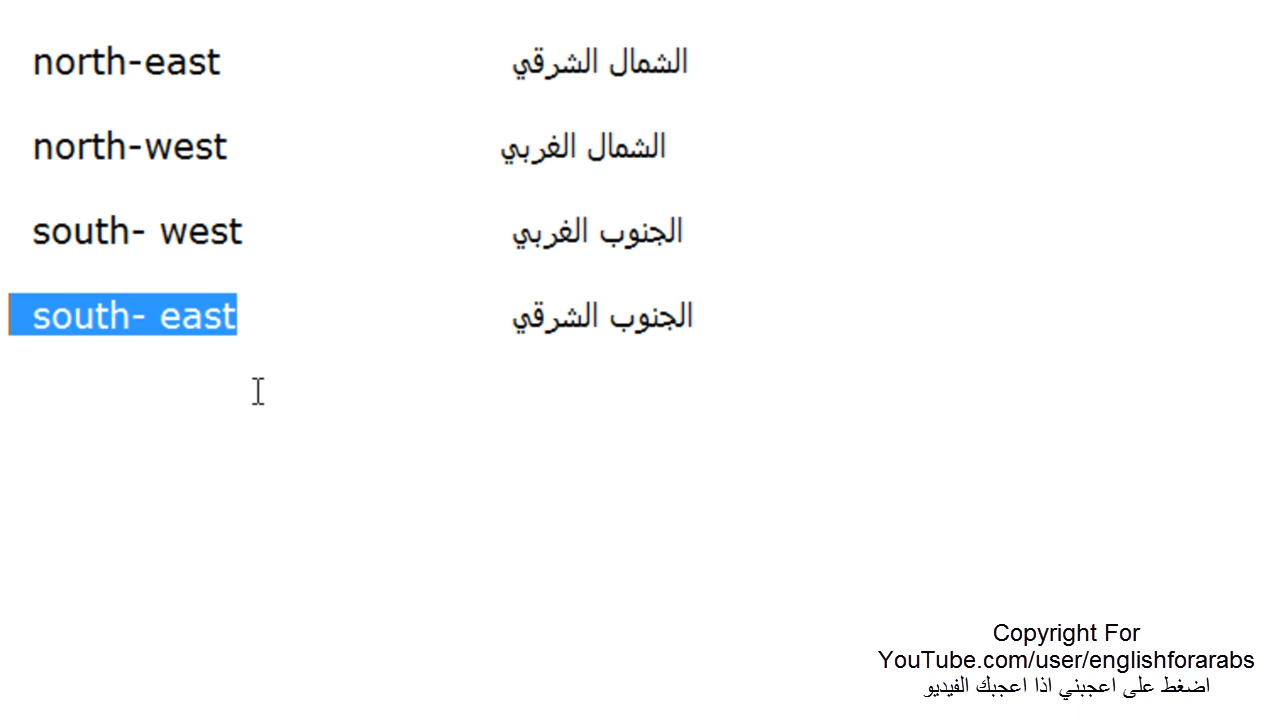 north-east الشمال الشرقي
north-west الشمال الغربي
south- west الجنوب الغربي
south- east الجنوب الشرقي
Copyright For
YouTube.com/user/englishforarabs
اضغط على اعجبني اذا اعجبك الفيديو